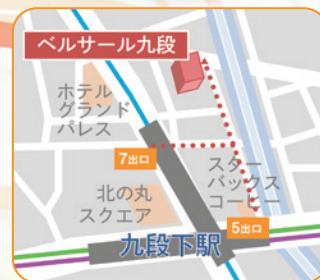 ベルサール九段
ホテル
グランド
パレス
7出口
スター
バックス
コーヒー
北の丸
スクエア
5出口
九段下駅